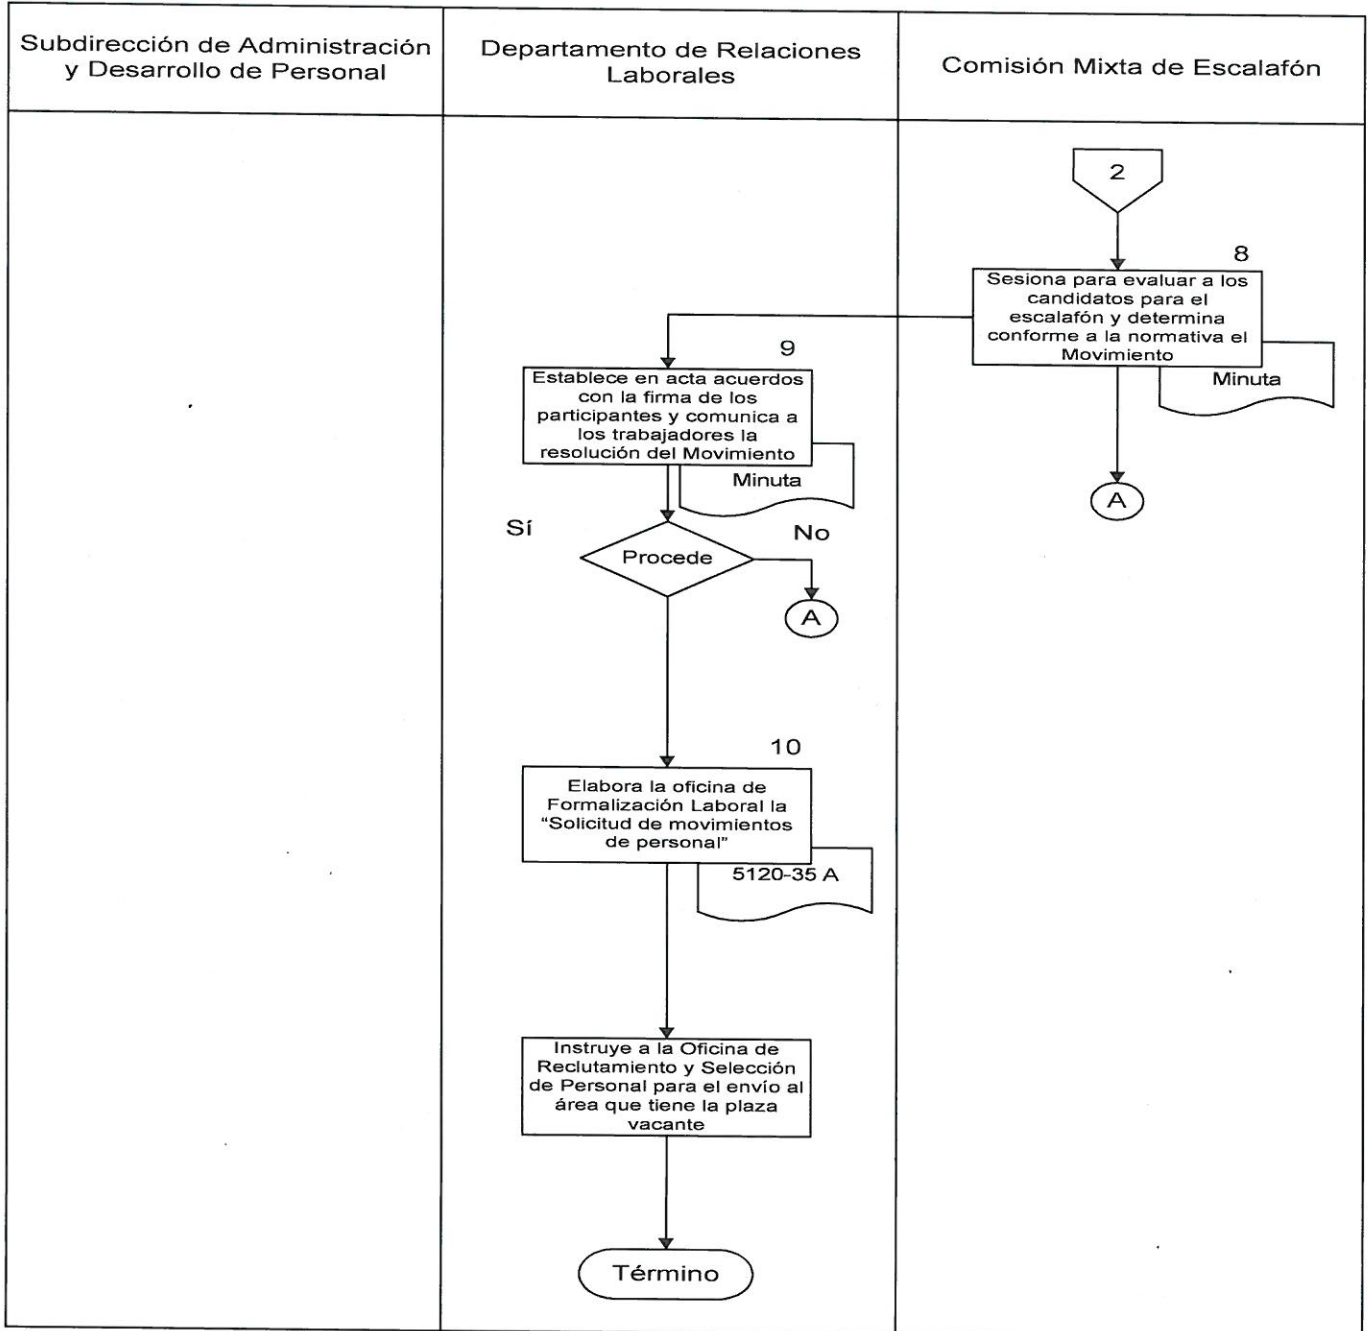 Subdirección de Administración
y Desarrollo de Personal
Departamento de Relaciones
Laborales
Comisión Mixta de Escalafón
2
8
Sesiona para evaluar a los
candidatos para el
escalafón y determina
conforme a la normativa el
Movimiento
Minuta
A
9
Establece en acta acuerdos
con la firma de los
participantes y comunica a
los trabajadores la
resolución del Movimiento
Minuta
Sí
No
Procede
A
10
Elabora la oficina de
Formalización Laboral la
“Solicitud de movimientos
de personal”
5120-35 A
Instruye a la Oficina de
Reclutamiento y Selección
de Personal para el envío al
área que tiene la plaza
vacante
Término